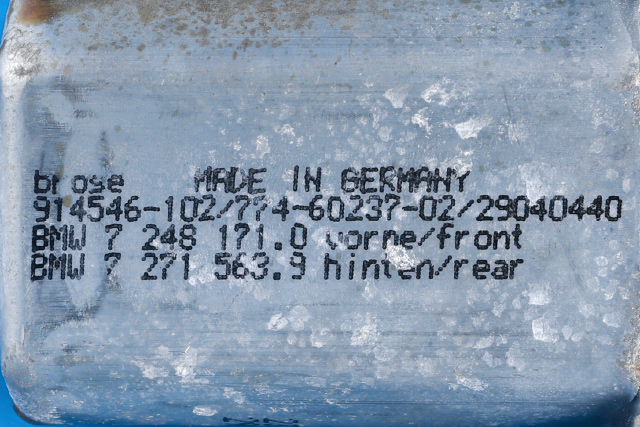 brose MADE IN GERMANY
914546-102/774-60237-02/29040440
BMW 7 248 171.0 vorne/front
BMW 7 271 563.9 hinten/rear